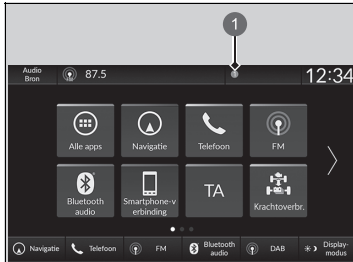 1
Audio
Bron
87.5
12:34
Alle apps
Navigatie
Telefoon
FM
Bluetooth
audio
Smartphone-v
erbinding
TA
Krachtoverbr.
Navigatie
Telefoon
FM
Bluetooth
audio
DAB
Display-
modus